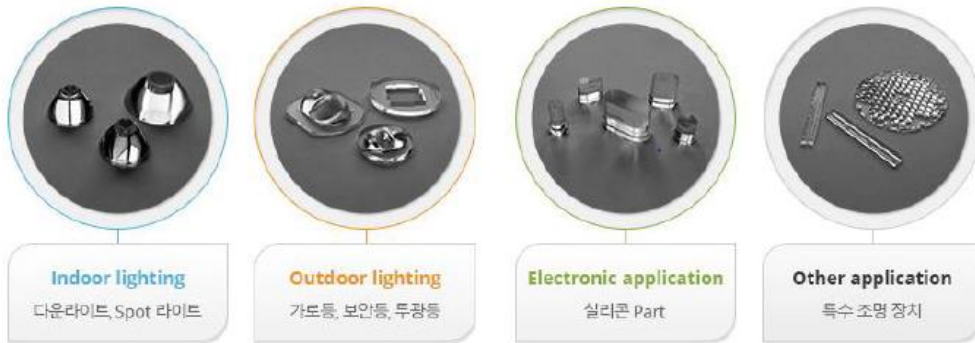 Indoor lighting
다운라이트, Spot 라이트
Outdoor lighting
가로등, 보안등, 투광등
Electronic application
실리콘 Part
Other application
특수 조명 장치